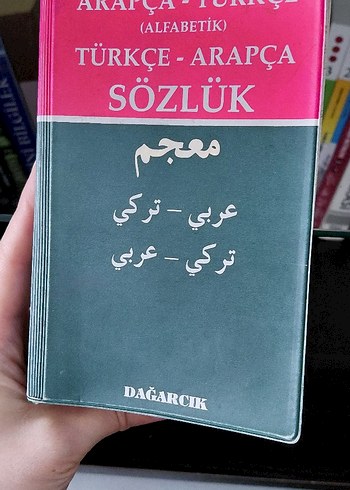 ARAPÇA - TÜRKÇE
(ALFABETİK)
TÜRKÇE - ARAPÇA
SÖZLÜK
معجم
عربي – تركي
تركي – عربي
DAĞARCIK